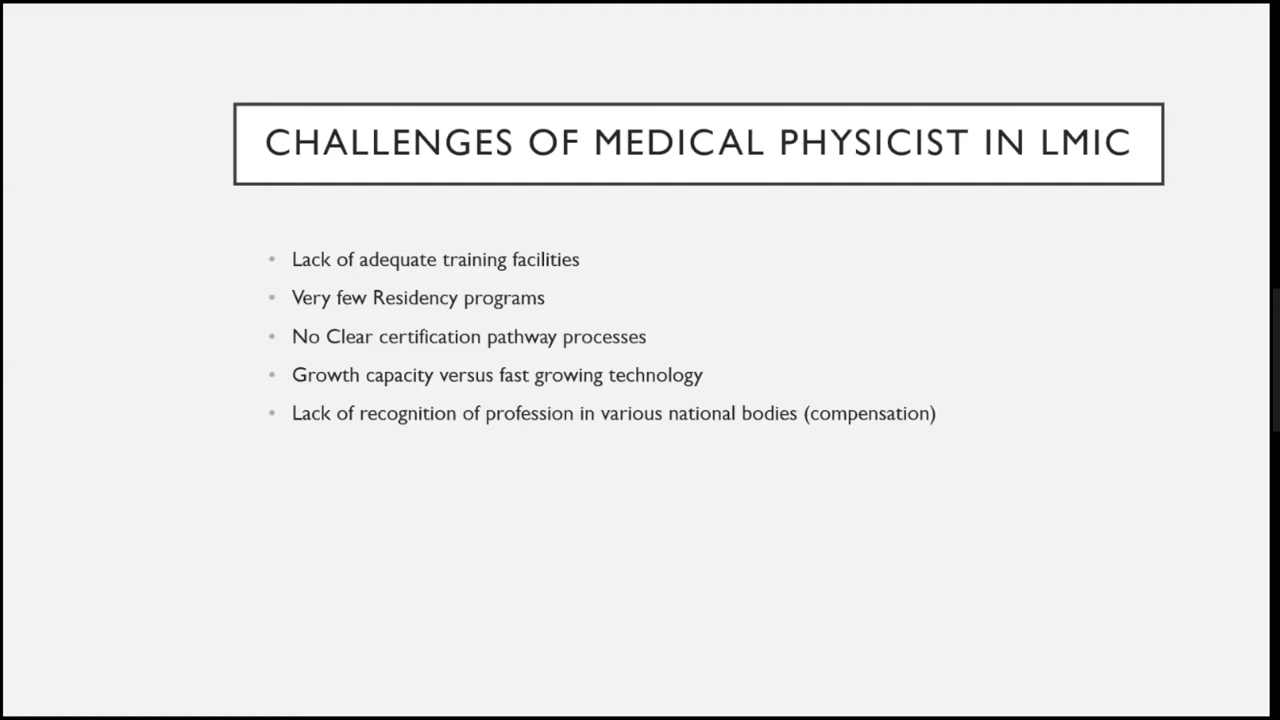 CHALLENGES OF MEDICAL PHYSICIST IN LMIC
• Lack of adequate training facilities
• Very few Residency programs
• No Clear certification pathway processes
• Growth capacity versus fast growing technology
• Lack of recognition of profession in various national bodies (compensation)